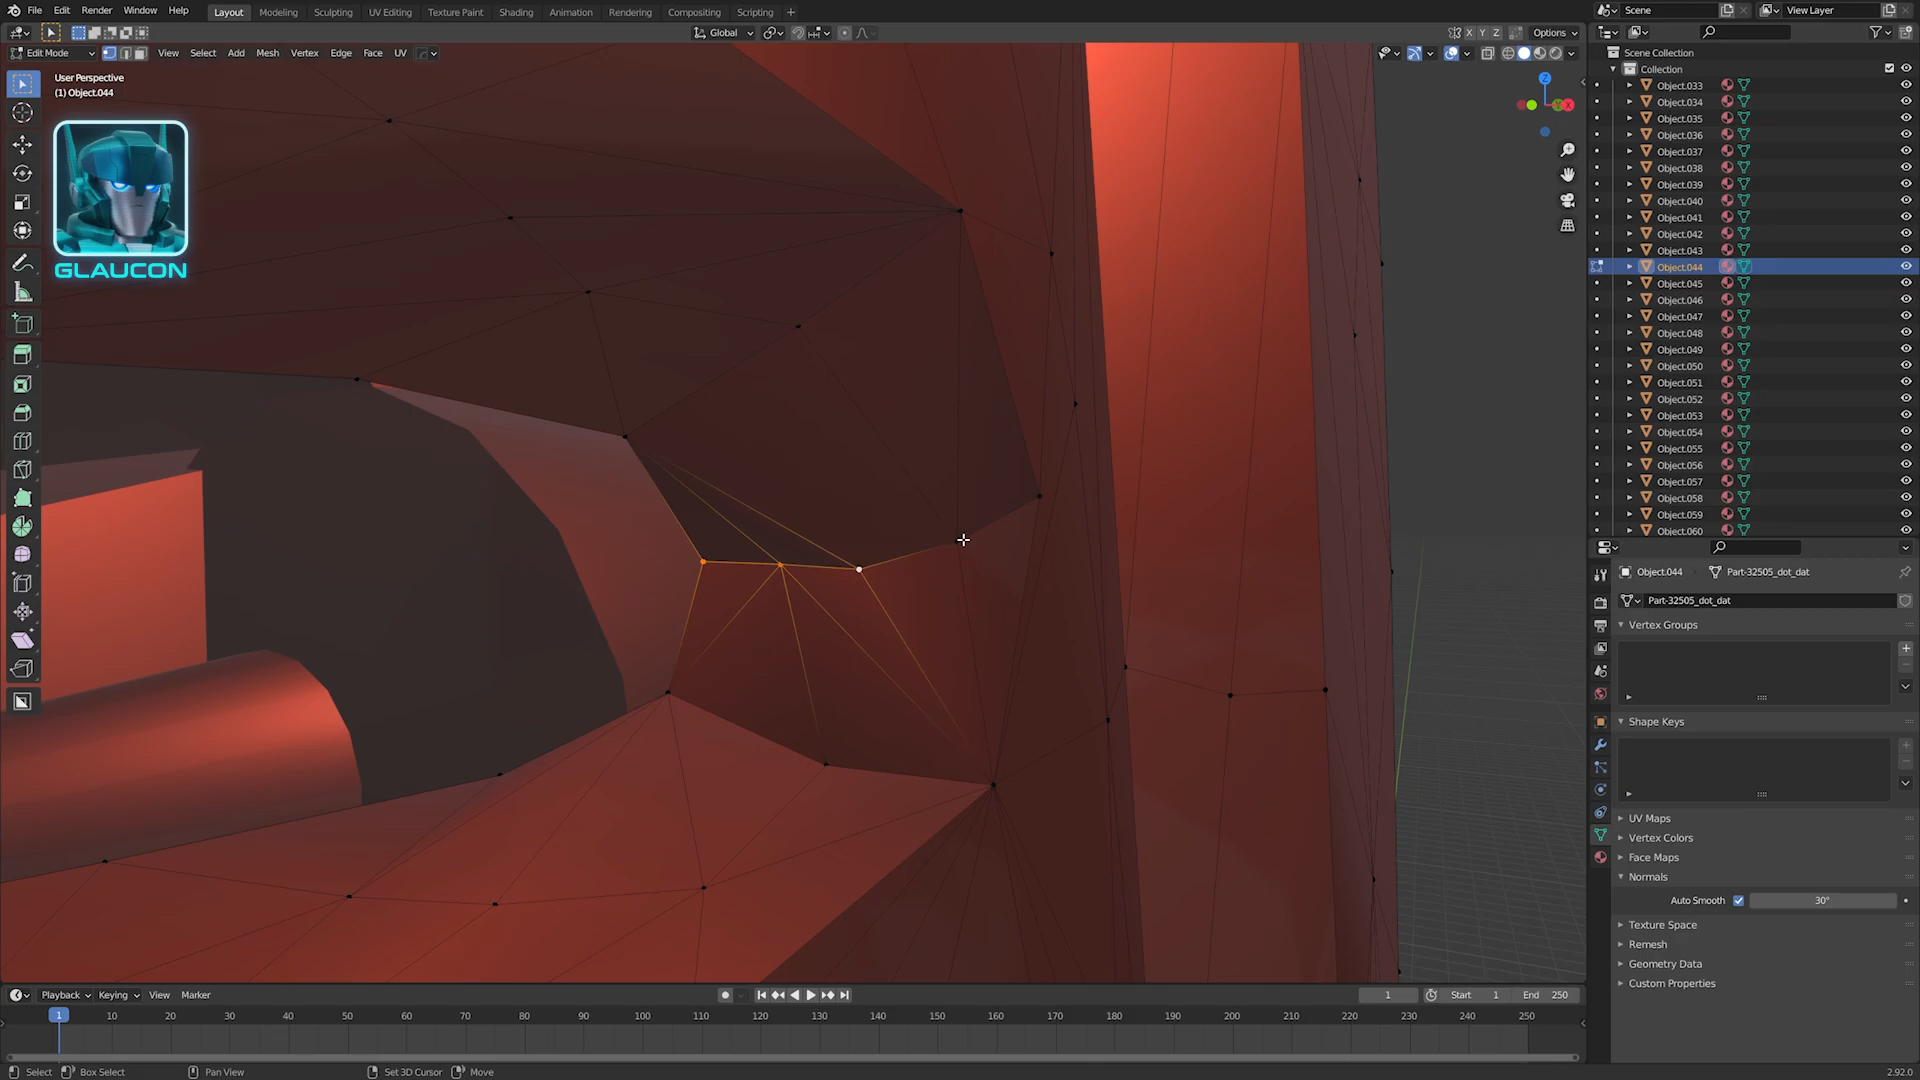 File Edit Render Window Help Layout Modeling Sculpting UV Editing Texture Paint Shading Animation Rendering Compositing Scripting + Scene View Layer
Global X Y Z Options
Edit Mode View Select Add Mesh Vertex Edge Face UV
User Perspective
(1) Object.044
GLAUCON
Scene Collection
Collection
Object.033
Object.034
Object.035
Object.036
Object.037
Object.038
Object.039
Object.040
Object.041
Object.042
Object.043
Object.044
Object.045
Object.046
Object.047
Object.048
Object.049
Object.050
Object.051
Object.052
Object.053
Object.054
Object.055
Object.056
Object.057
Object.058
Object.059
Object.060
Object.044 Part-32505_dot_dat
Part-32505_dot_dat
Vertex Groups
Shape Keys
UV Maps
Vertex Colors
Face Maps
Normals
Auto Smooth 30°
Texture Space
Remesh
Geometry Data
Custom Properties
Playback Keying View Marker 1 Start 1 End 250
1 10 20 30 40 50 60 70 80 90 100 110 120 130 140 150 160 170 180 190 200 210 220 230 240 250
Select Box Select Pan View Set 3D Cursor Move 2.92.0